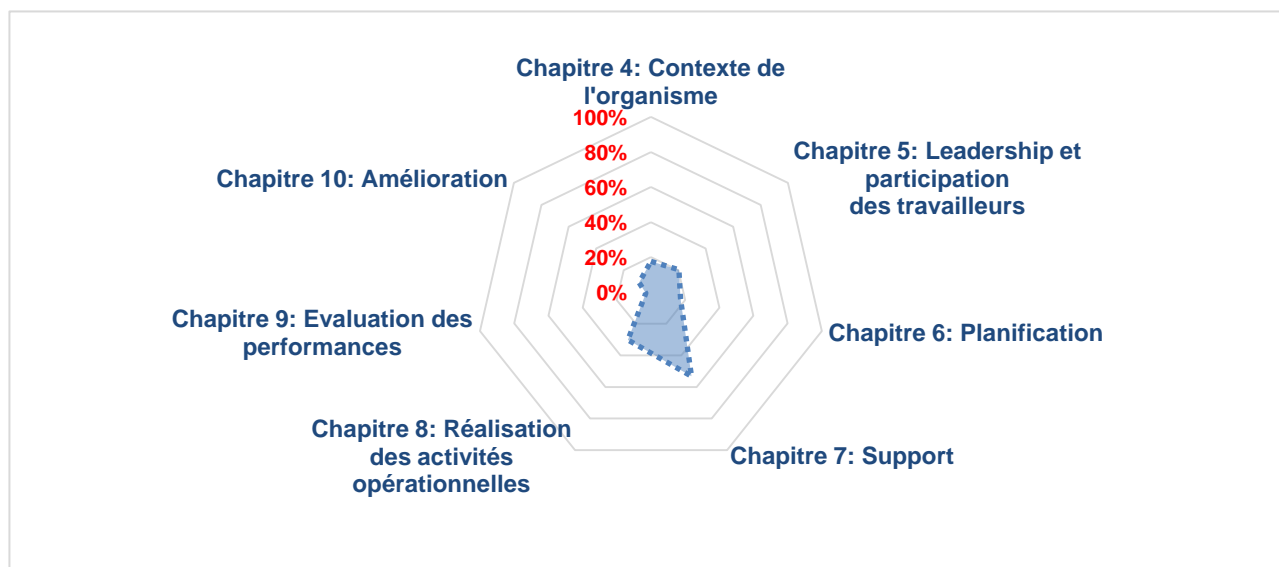 Chapitre 4: Contexte de
l'organisme
100%
80%
60%
40%
20%
0%
Chapitre 5: Leadership et
participation
des travailleurs
Chapitre 6: Planification
Chapitre 7: Support
Chapitre 8: Réalisation
des activités
opérationnelles
Chapitre 9: Evaluation des
performances
Chapitre 10: Amélioration